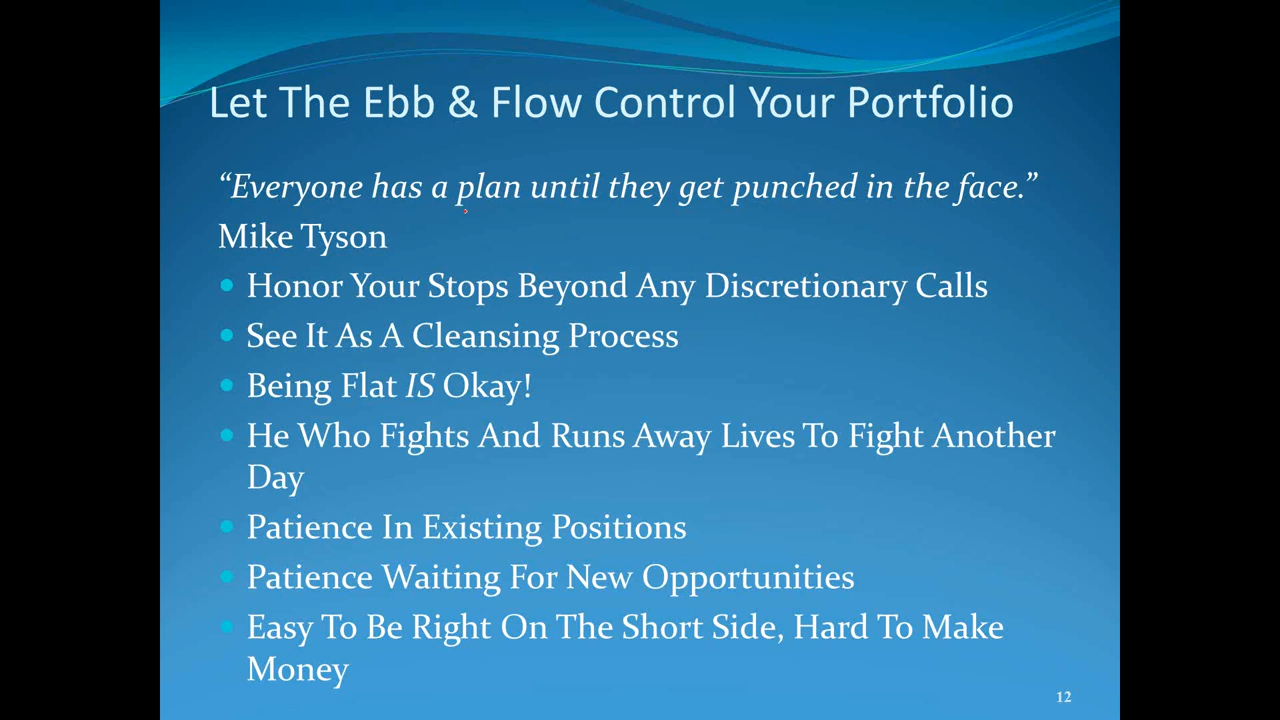 Let The Ebb & Flow Control Your Portfolio
“Everyone has a plan until they get punched in the face.”
Mike Tyson
Honor Your Stops Beyond Any Discretionary Calls
See It As A Cleansing Process
Being Flat IS Okay!
He Who Fights And Runs Away Lives To Fight Another
Day
Patience In Existing Positions
Patience Waiting For New Opportunities
Easy To Be Right On The Short Side, Hard To Make
Money
12